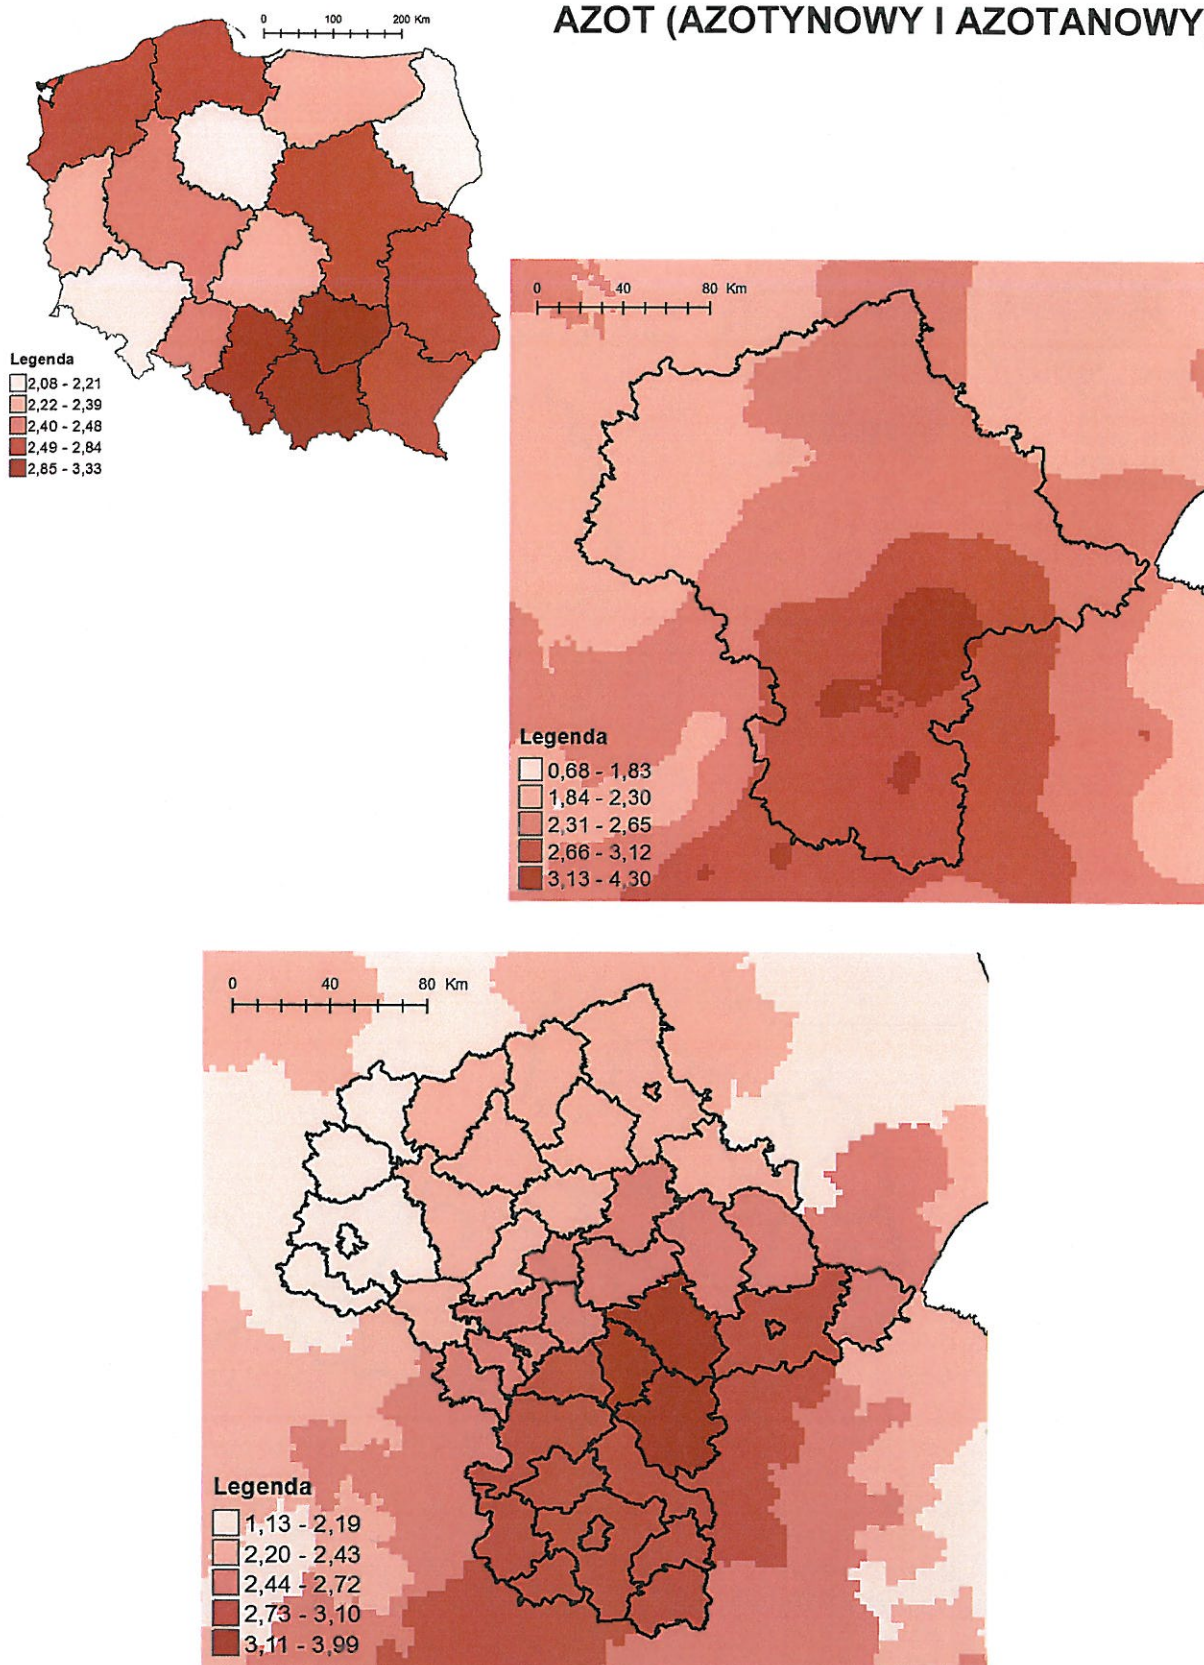 AZOT (AZOTYNOWY I AZOTANOWY
0 100 200 Km
Legenda
2,08 - 2,21
2,22 - 2,39
2,40 - 2,48
2,49 - 2,84
2,85 - 3,33
0 40 80 Km
Legenda
0,68 - 1,83
1,84 - 2,30
2,31 - 2,65
2,66 - 3,12
3,13 - 4,30
0 40 80 Km
Legenda
1,13 - 2,19
2,20 - 2,43
2,44 - 2,72
2,73 - 3,10
3,11 - 3,99